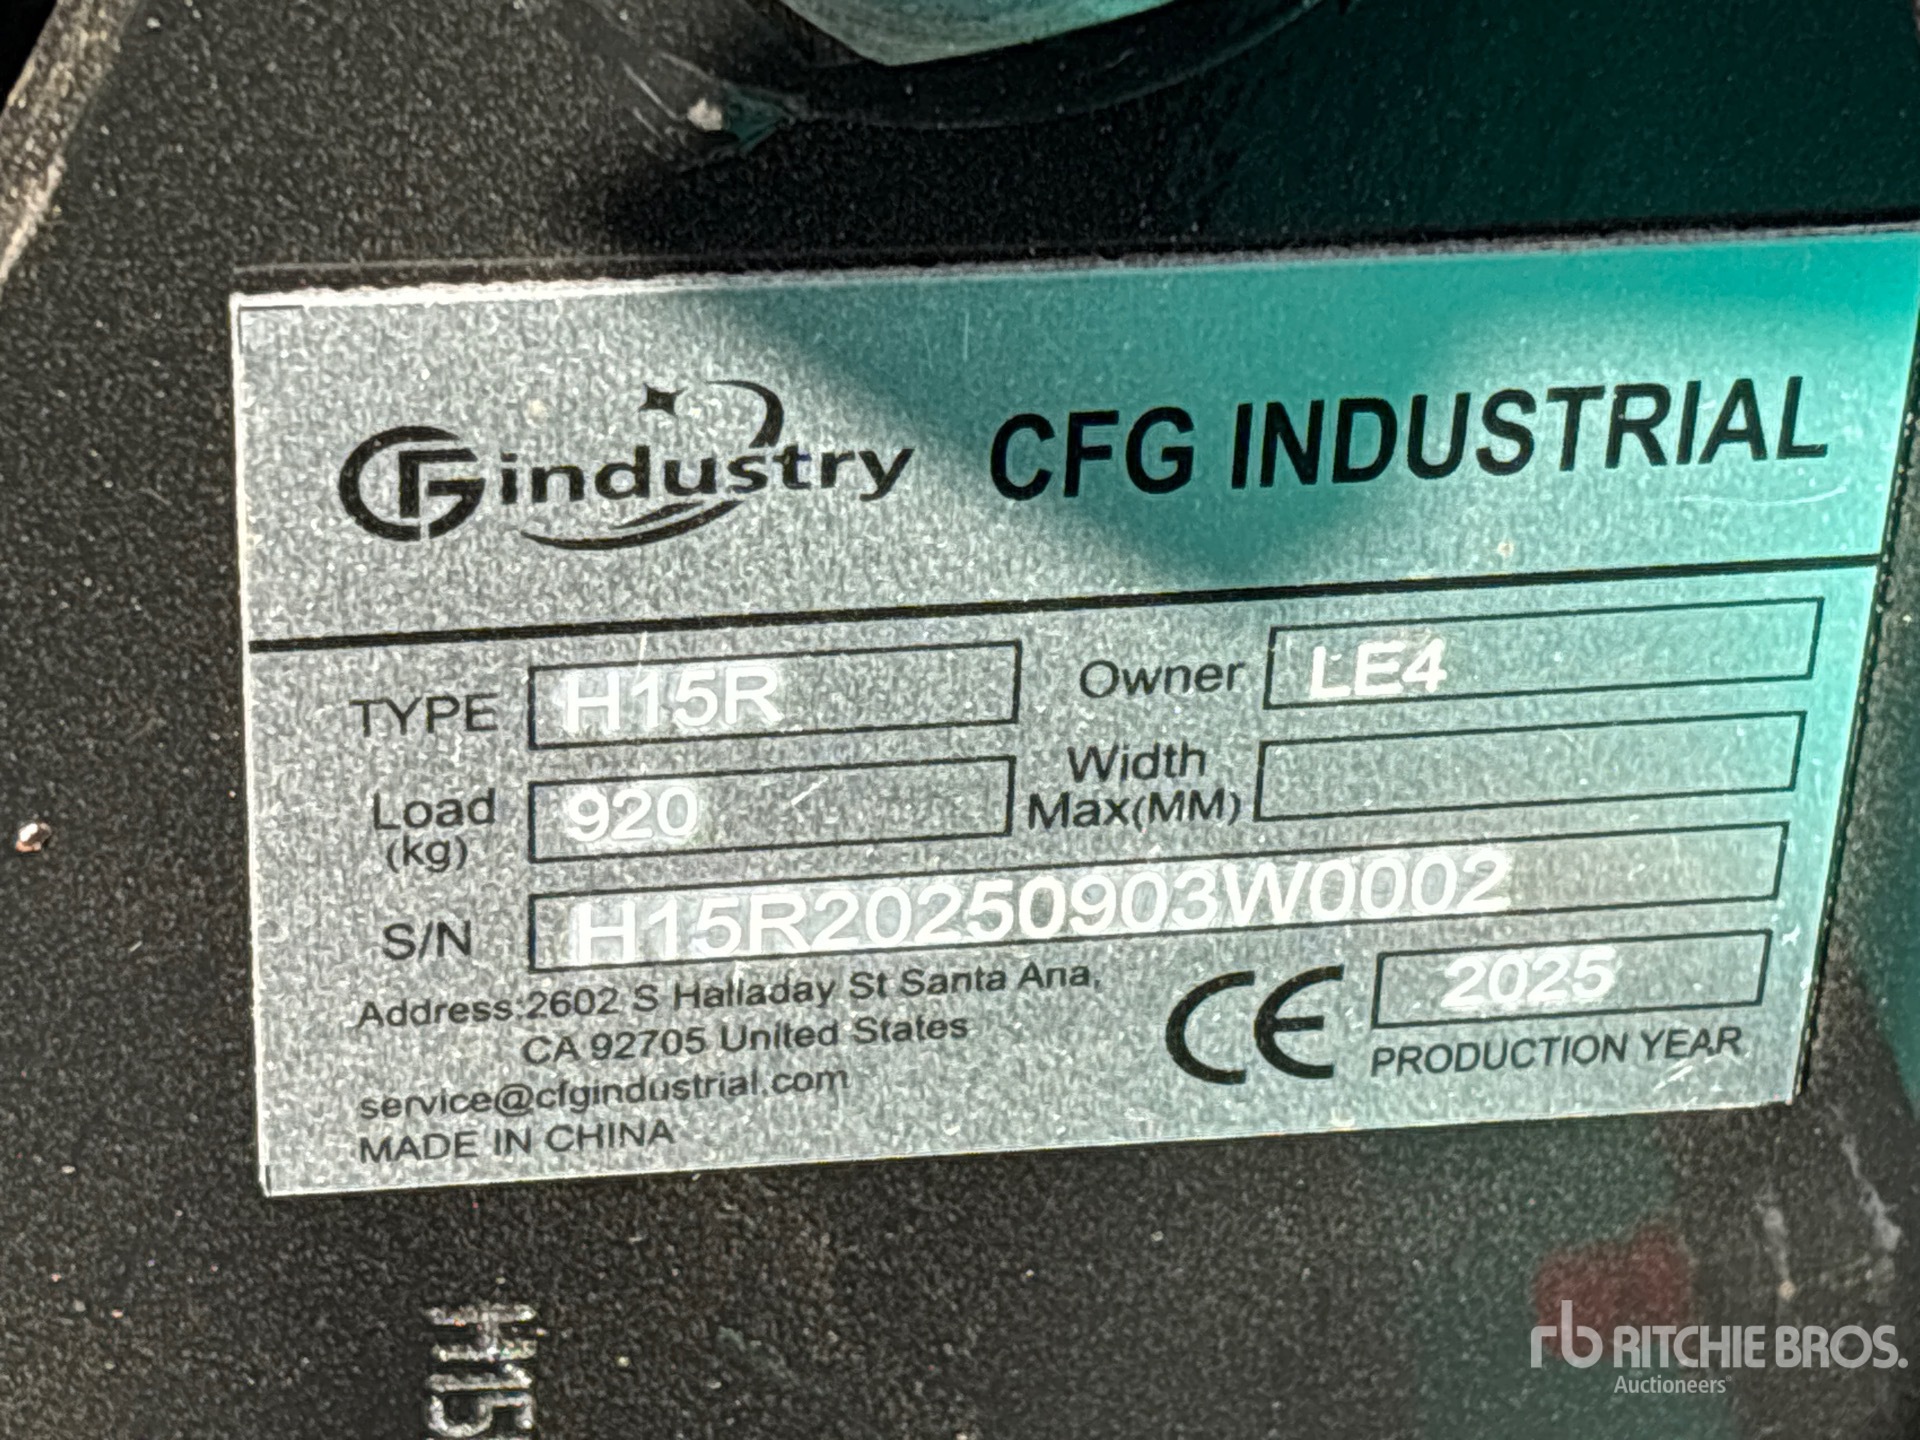 CFG industry
CFG INDUSTRIAL
TYPE H15R Owner LE4
Load (kg) 920 Width Max(MM)
S/N H15R20250903W0002
Address:2602 S Halladay St Santa Ana,
CA 92705 United States
service@cfgindustrial.com
MADE IN CHINA
CE 2025
PRODUCTION YEAR
H15
rb RITCHIE BROS.
Auctioneers